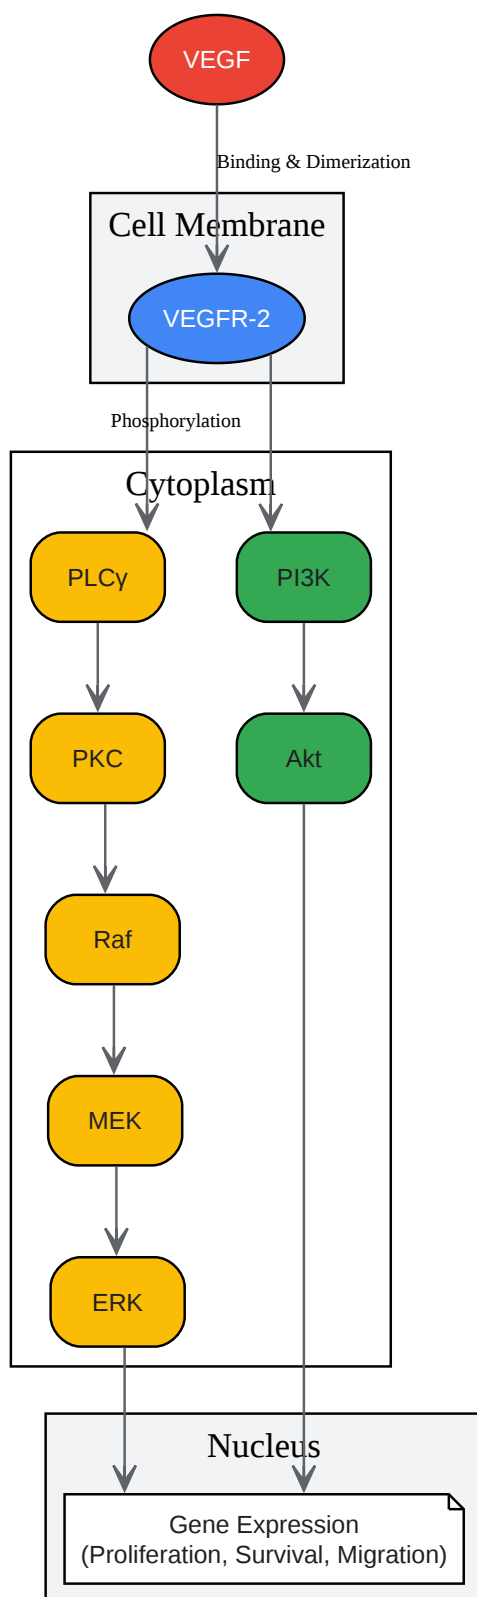 VEGF
Binding & Dimerization
Cell Membrane
VEGFR-2
Phosphorylation
Cytoplasm
PLCγ
PI3K
PKC
Akt
Raf
MEK
ERK
Nucleus
Gene Expression
(Proliferation, Survival, Migration)